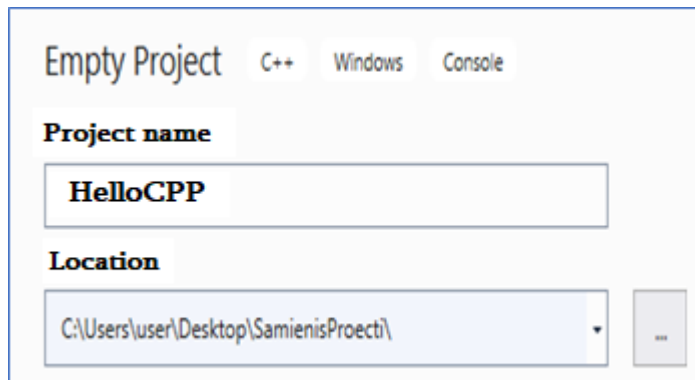 Empty Project C++ Windows Console
Project name
HelloCPP
Location
C:\Users\user\Desktop\SamienisProecti\ ...